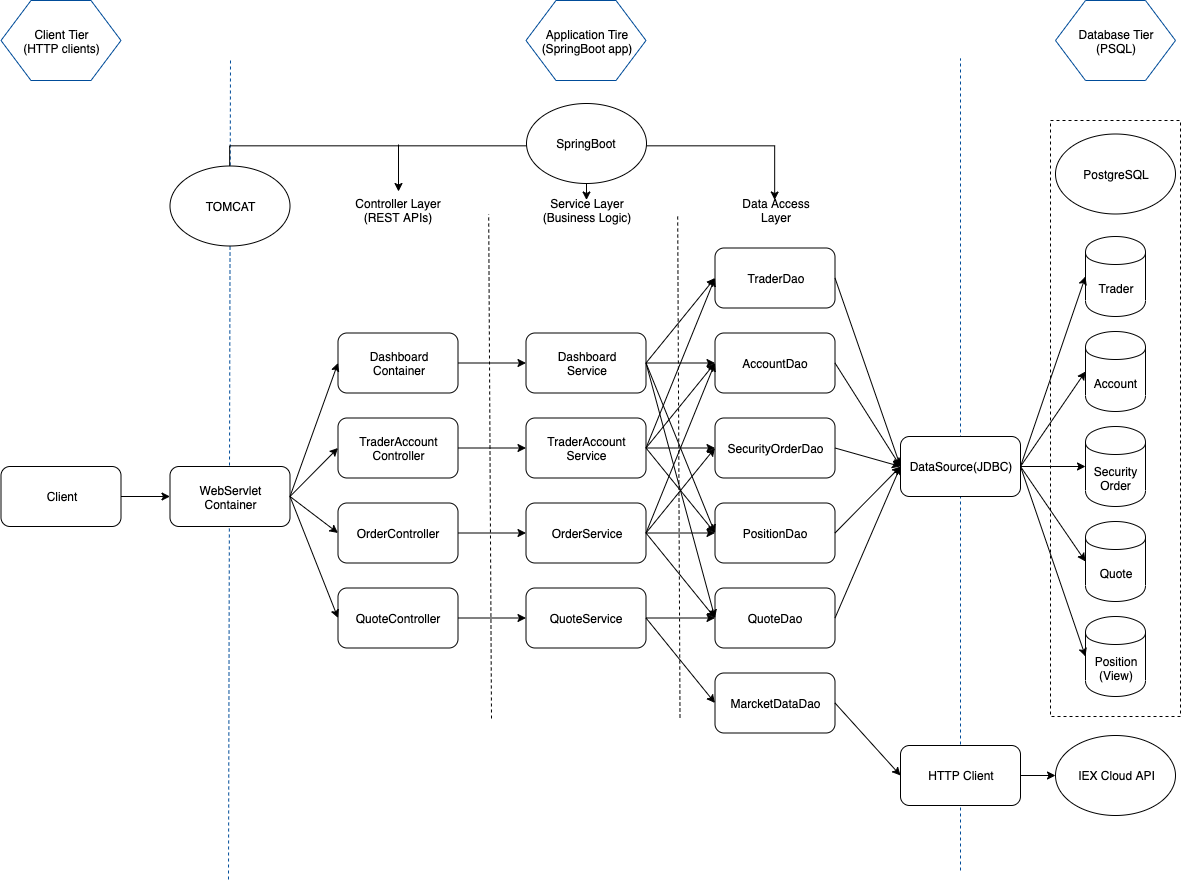 Client Tier
(HTTP clients)
Application Tire
(SpringBoot app)
Database Tier
(PSQL)
SpringBoot
TOMCAT
PostgreSQL
Controller Layer
(REST APIs)
Service Layer
(Business Logic)
Data Access
Layer
TraderDao
Trader
Dashboard
Container
Dashboard
Service
AccountDao
Account
TraderAccount
Controller
TraderAccount
Service
SecurityOrderDao
DataSource(JDBC)
Security
Order
Client
WebServlet
Container
OrderController
OrderService
PositionDao
Quote
QuoteController
QuoteService
QuoteDao
Position
(View)
MarcketDataDao
HTTP Client
IEX Cloud API